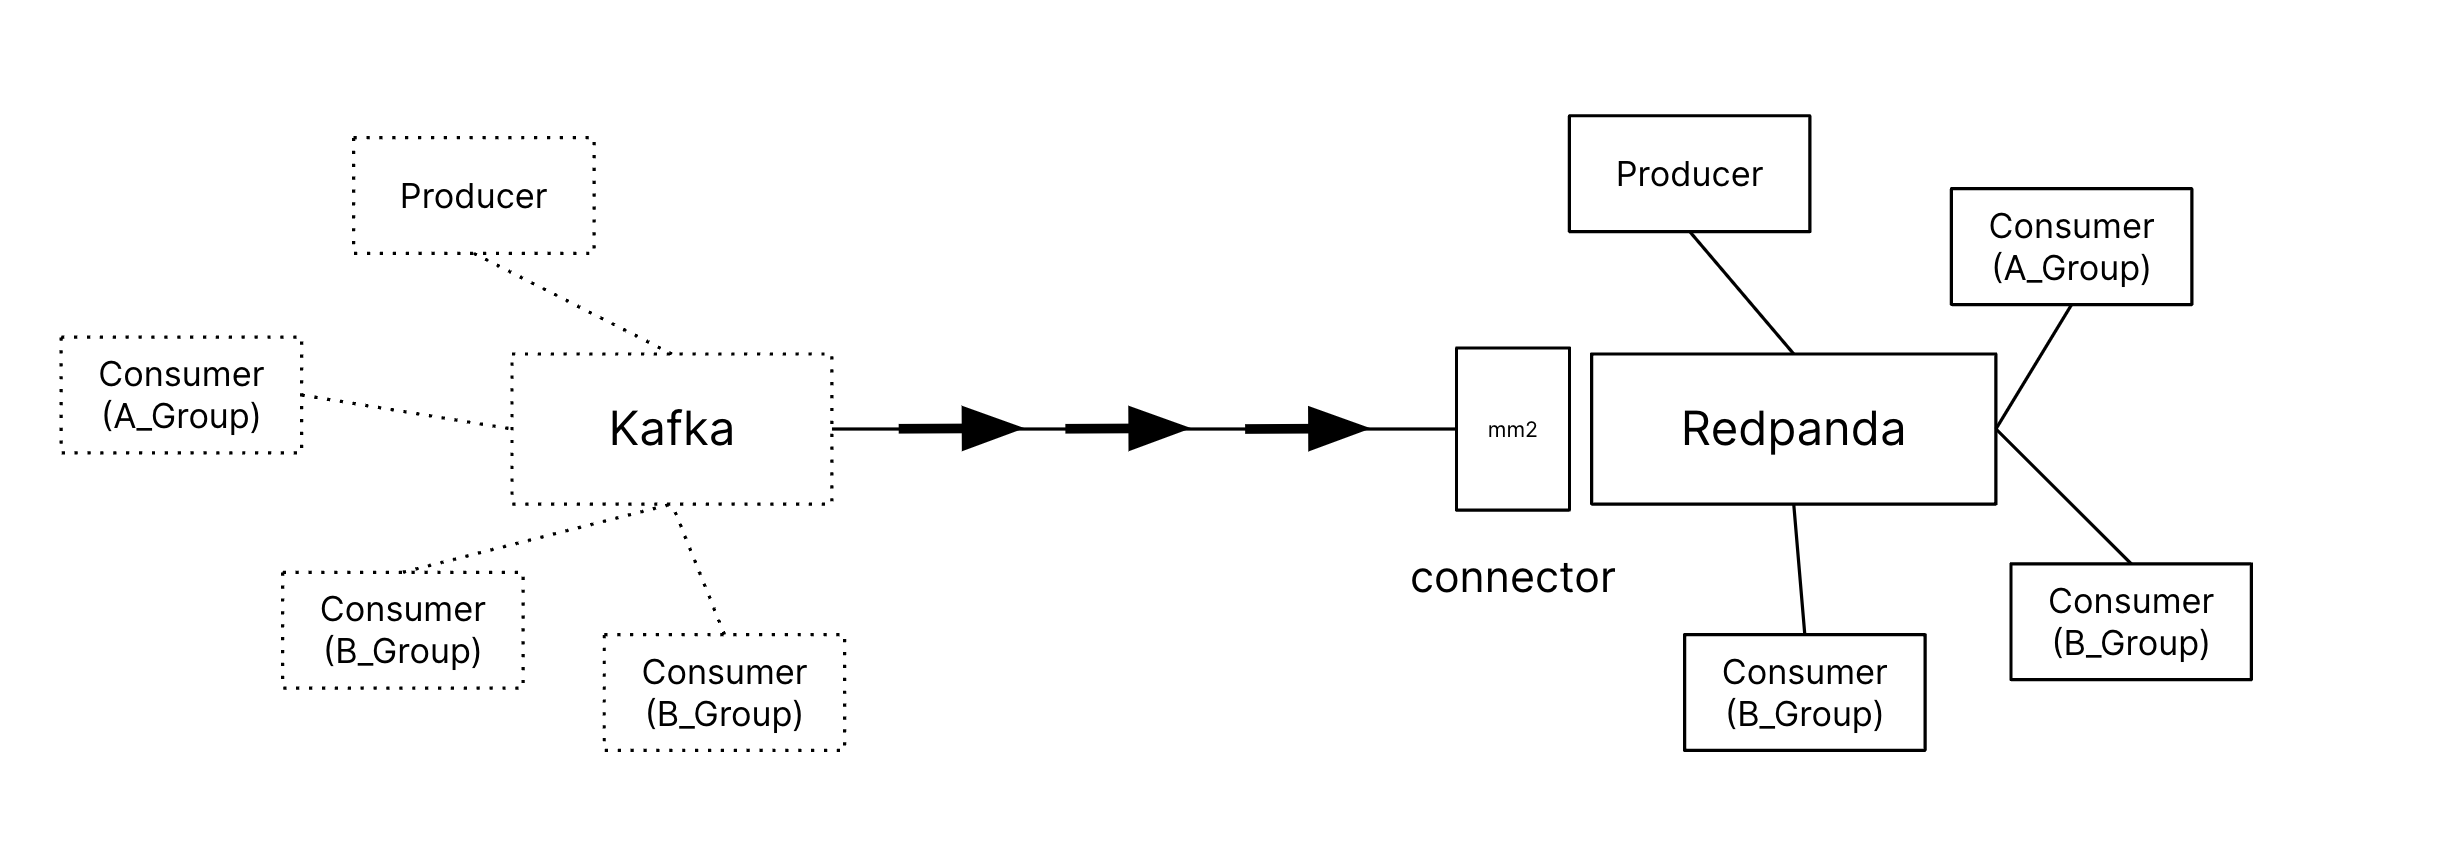 Producer
Consumer
(A_Group)
Kafka
Consumer
(B_Group)
Consumer
(B_Group)
mm2
connector
Producer
Redpanda
Consumer
(A_Group)
Consumer
(B_Group)
Consumer
(B_Group)